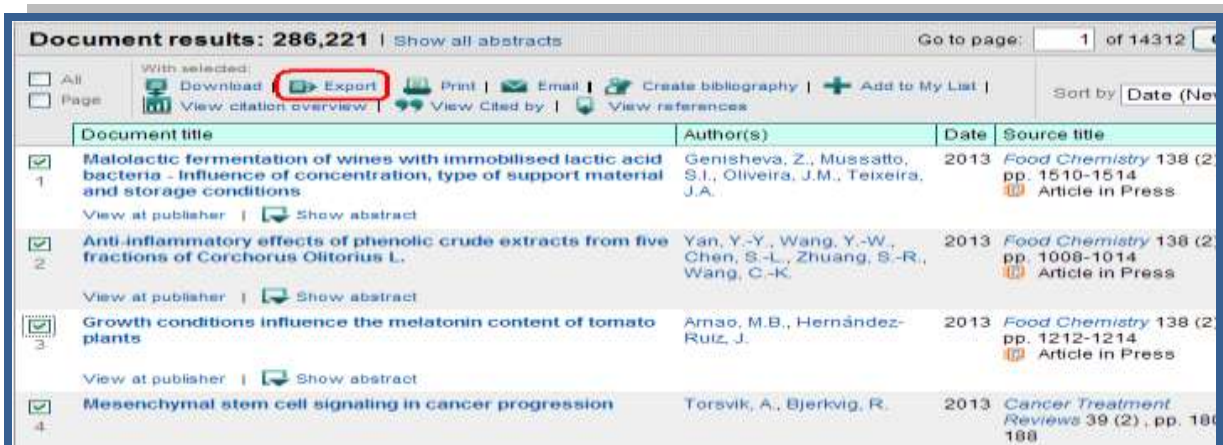 Document results: 286,221 | Show all abstracts Go to page: 1 of 14312
All
Page
With selected:
Download | Export | Print | Email | Create bibliography | Add to My List |
View citation overview | View Cited by | View references
Sort by Date (Nev
Document title Author(s) Date Source title
1 Malolactic fermentation of wines with immobilised lactic acid Genisheva, Z., Mussatto, 2013 Food Chemistry 138 (2)
bacteria - Influence of concentration, type of support material S.I., Oliveira, J.M., Teixeira, pp. 1510-1514
and storage conditions J.A. Article in Press
View at publisher | Show abstract
2 Anti-inflammatory effects of phenolic crude extracts from five Yan, Y.-Y., Wang, Y.-W., 2013 Food Chemistry 138 (2)
fractions of Corchorus Olitorius L. Chen, S.-L., Zhuang, S.-R., pp. 1008-1014
Wang, C.-K. Article in Press
View at publisher | Show abstract
3 Growth conditions influence the melatonin content of tomato Arnao, M.B., Hernández- 2013 Food Chemistry 138 (2)
plants Ruiz, J. pp. 1212-1214
Article in Press
View at publisher | Show abstract
4 Mesenchymal stem cell signaling in cancer progression Torsvik, A., Bjerkvig, R. 2013 Cancer Treatment
Reviews 39 (2) , pp. 180
188